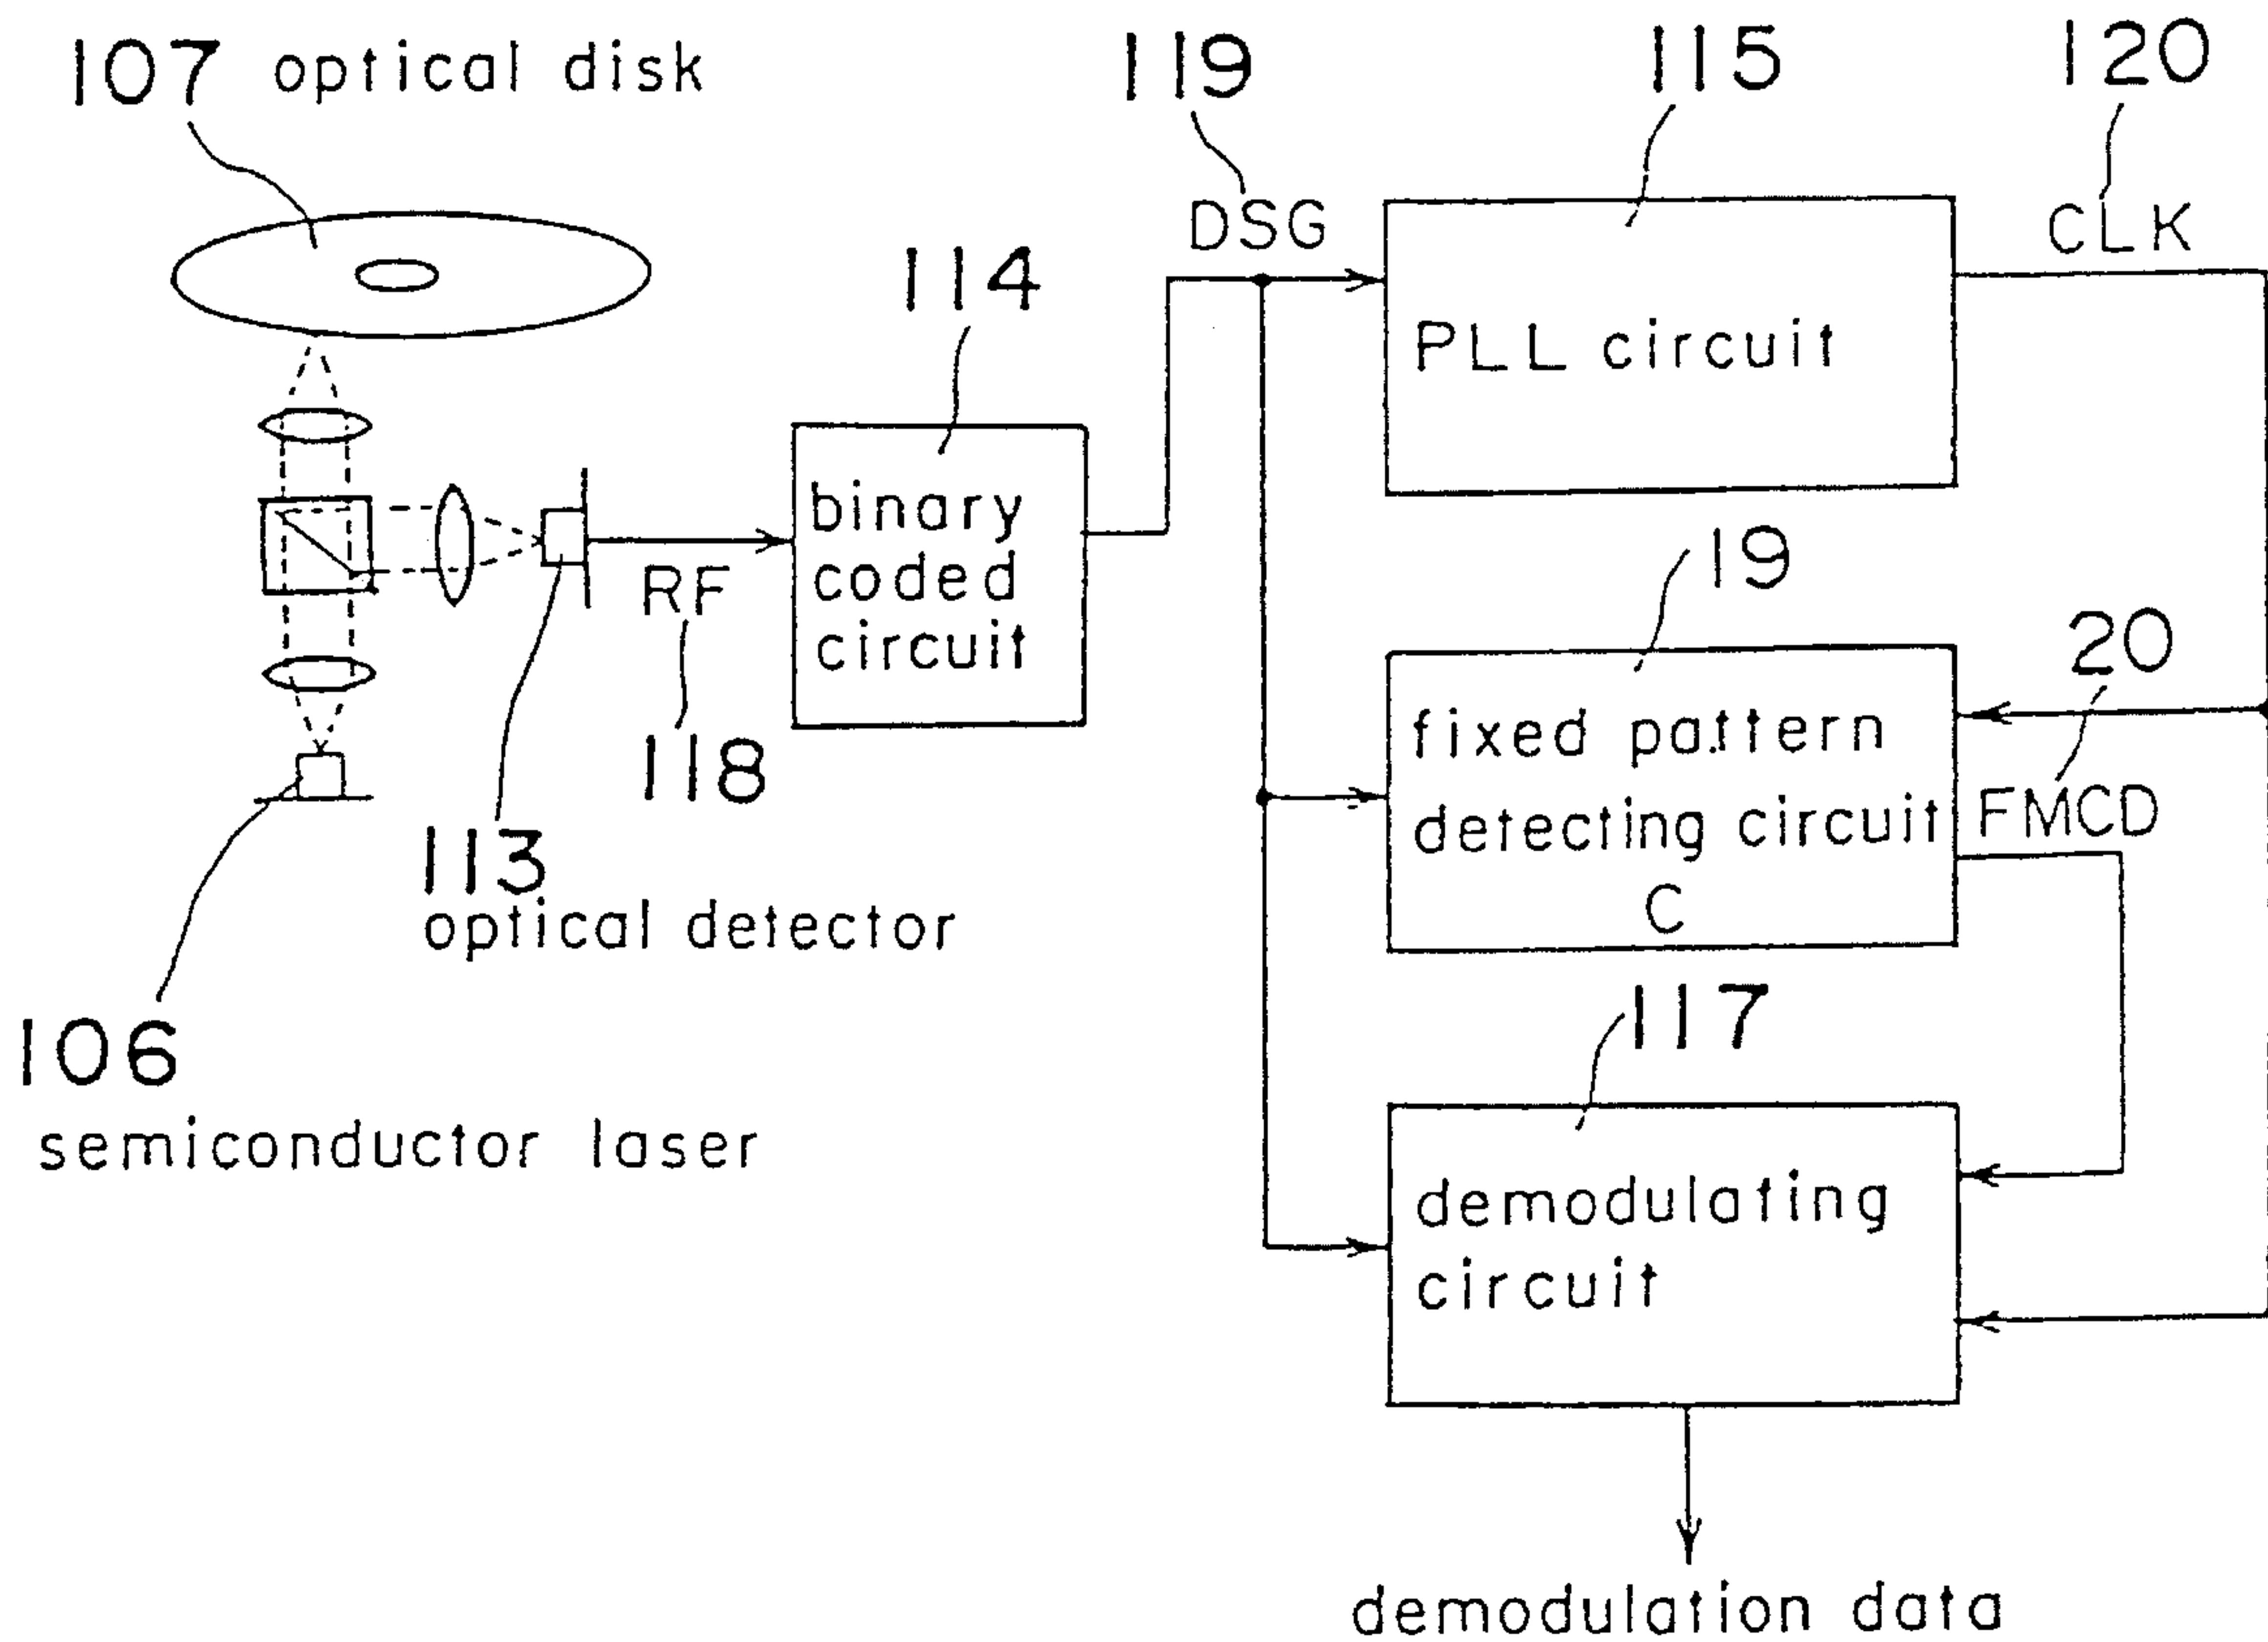 107 optical disk
119
115
120
DSG
CLK
114
PLL circuit
binary
coded
circuit
RF
118
19
20
fixed pattern
detecting circuit
C
FMCD
113
optical detector
106
semiconductor laser
117
demodulating
circuit
demodulation data